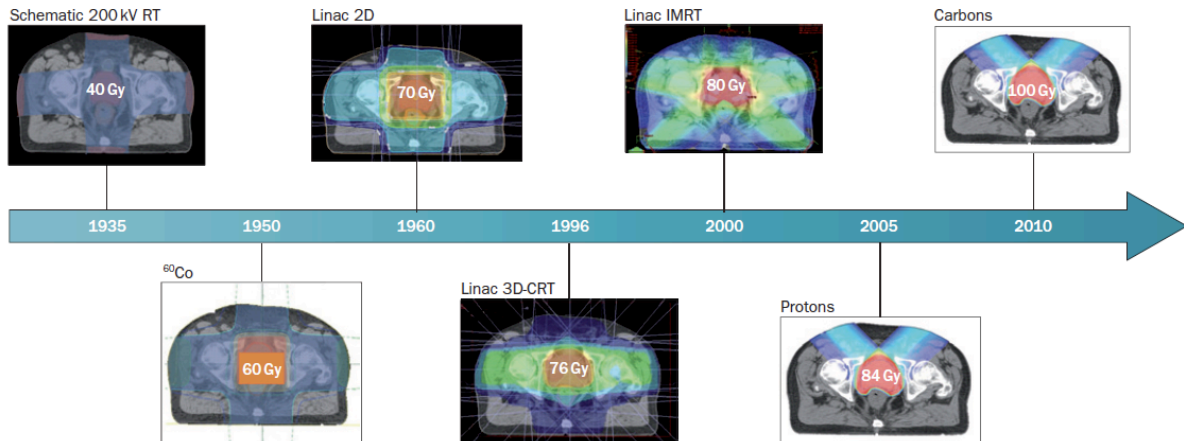 Schematic 200 kV RT
Linac 2D
Linac IMRT
Carbons
40 Gy
70 Gy
80 Gy
100 Gy
1935
1950
1960
1996
2000
2005
2010
⁶⁰Co
Linac 3D-CRT
Protons
60 Gy
76 Gy
84 Gy